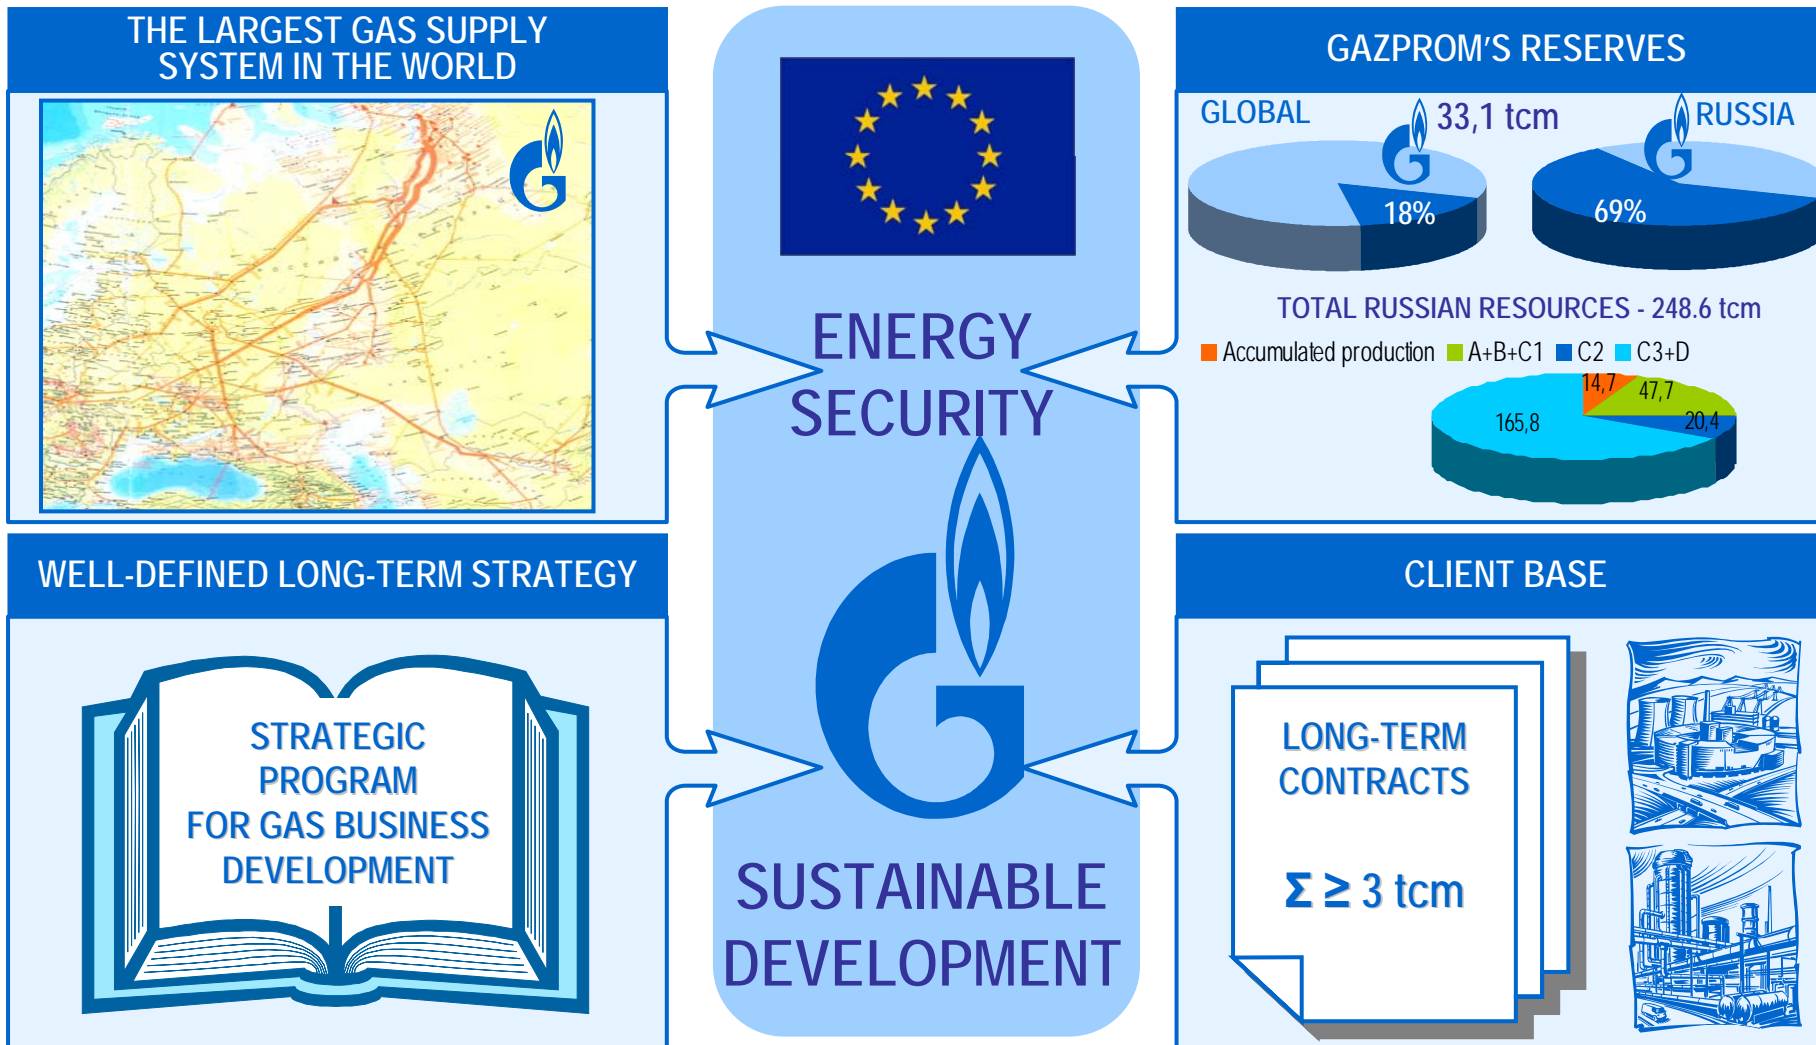 THE LARGEST GAS SUPPLY
SYSTEM IN THE WORLD
GAZPROM'S RESERVES
GLOBAL
33,1 tcm
RUSSIA
18%
69%
TOTAL RUSSIAN RESOURCES - 248.6 tcm
Accumulated production A+B+C1 C2 C3+D
14,7
47,7
20,4
165,8
ENERGY
SECURITY
WELL-DEFINED LONG-TERM STRATEGY
STRATEGIC
PROGRAM
FOR GAS BUSINESS
DEVELOPMENT
SUSTAINABLE
DEVELOPMENT
CLIENT BASE
LONG-TERM
CONTRACTS
Σ ≥ 3 tcm